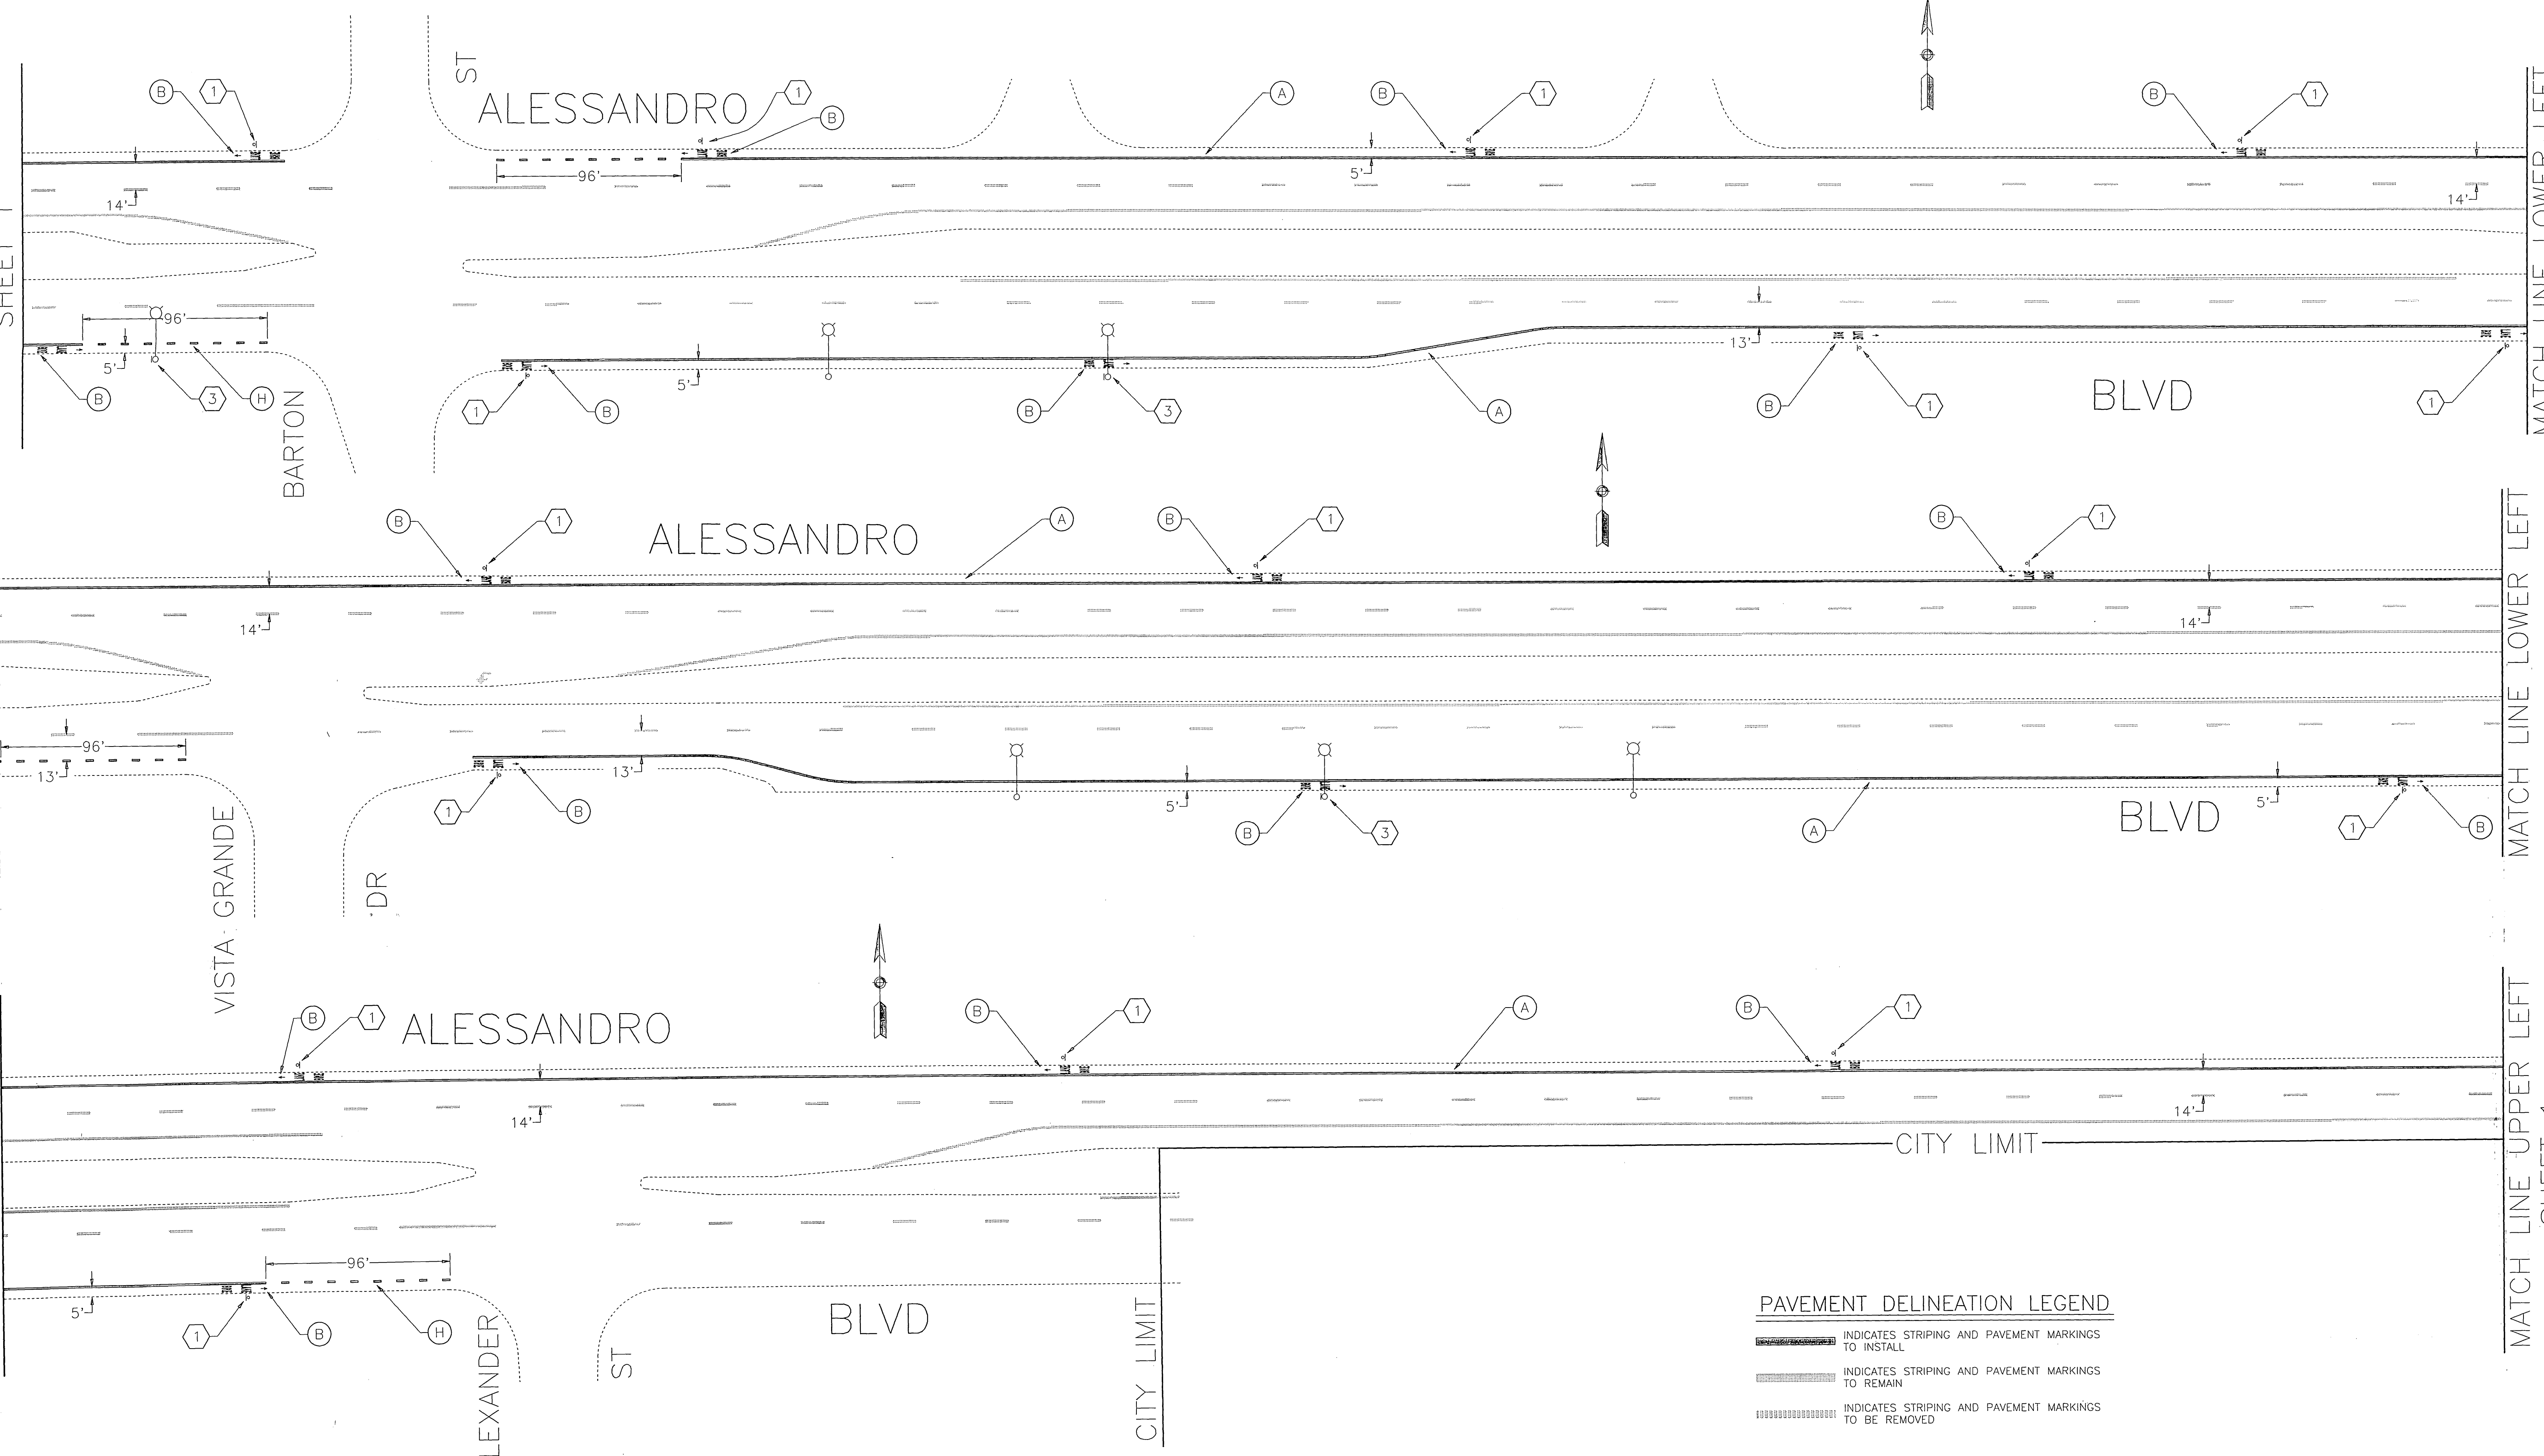 B 1
ST
ALESSANDRO
1
B
A
B
1
B
1
MATCH LINE LOWER LEFT
96'
5'
14'
14'
SHEET 1
96'
5'
B
3
H
BARTON
5'
1
B
B
3
A
13'
B
1
BLVD
1
B
1
ALESSANDRO
A
B
1
B
1
MATCH LINE LOWER LEFT
14'
14'
96'
13'
13'
1
B
5'
B
3
A
BLVD
5'
1
B
VISTA GRANDE
DR
B
1
ALESSANDRO
B
1
A
B
1
MATCH LINE UPPER LEFT
14'
14'
CITY LIMIT
96'
5'
1
B
H
LEXANDER
ST
BLVD
CITY LIMIT
PAVEMENT DELINEATION LEGEND
INDICATES STRIPING AND PAVEMENT MARKINGS
TO INSTALL
INDICATES STRIPING AND PAVEMENT MARKINGS
TO REMAIN
INDICATES STRIPING AND PAVEMENT MARKINGS
TO BE REMOVED